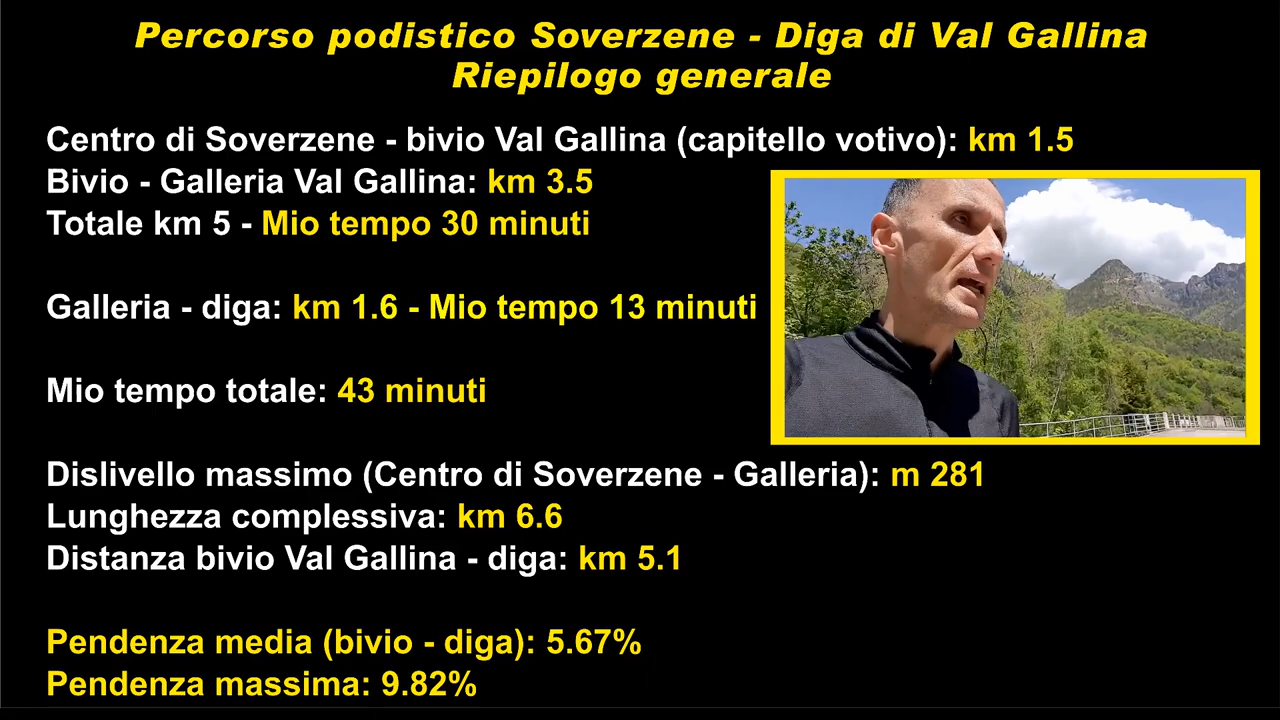 Percorso podistico Soverzene - Diga di Val Gallina
Riepilogo generale
Centro di Soverzene - bivio Val Gallina (capitello votivo): km 1.5
Bivio - Galleria Val Gallina: km 3.5
Totale km 5 - Mio tempo 30 minuti
Galleria - diga: km 1.6 - Mio tempo 13 minuti
Mio tempo totale: 43 minuti
Dislivello massimo (Centro di Soverzene - Galleria): m 281
Lunghezza complessiva: km 6.6
Distanza bivio Val Gallina - diga: km 5.1
Pendenza media (bivio - diga): 5.67%
Pendenza massima: 9.82%